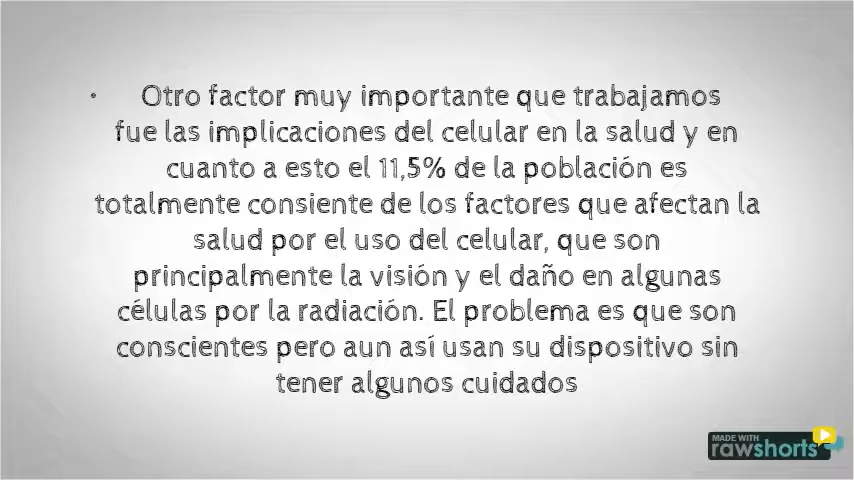 • Otro factor muy importante que trabajamos
fue las implicaciones del celular en la salud y en
cuanto a esto el 11,5% de la población es
totalmente consiente de los factores que afectan la
salud por el uso del celular, que son
principalmente la visión y el daño en algunas
células por la radiación. El problema es que son
conscientes pero aun así usan su dispositivo sin
tener algunos cuidados
MADE WITH
rawshorts